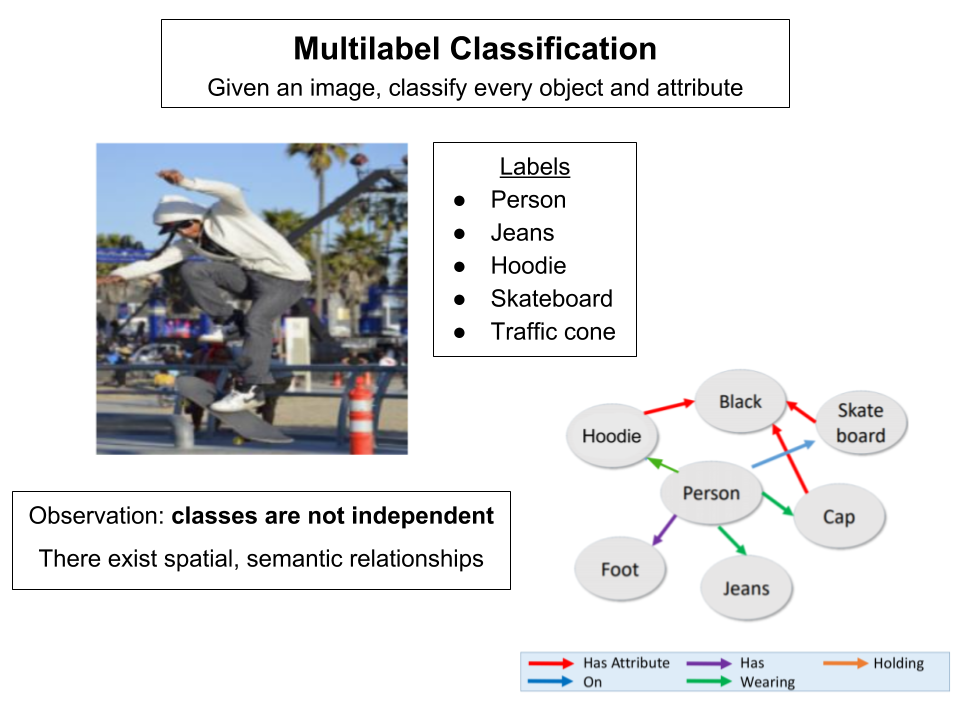 Multilabel Classification
Given an image, classify every object and attribute
Labels
● Person
● Jeans
● Hoodie
● Skateboard
● Traffic cone
Black
Skate
board
Hoodie
Person
Cap
Foot
Jeans
Observation: classes are not independent
There exist spatial, semantic relationships
Has Attribute
Has
Holding
On
Wearing